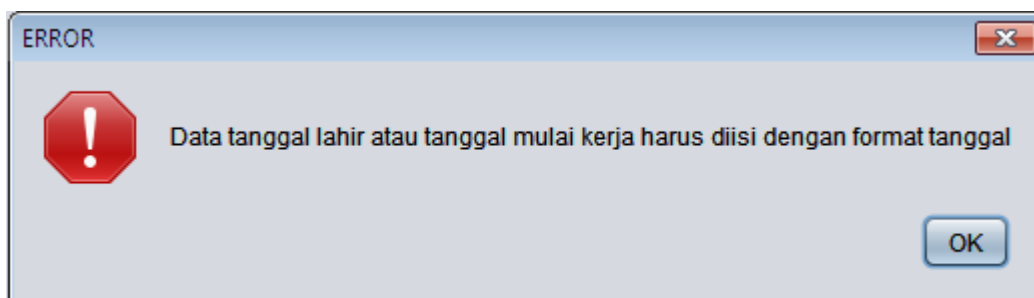 ERROR
Data tanggal lahir atau tanggal mulai kerja harus diisi dengan format tanggal
OK